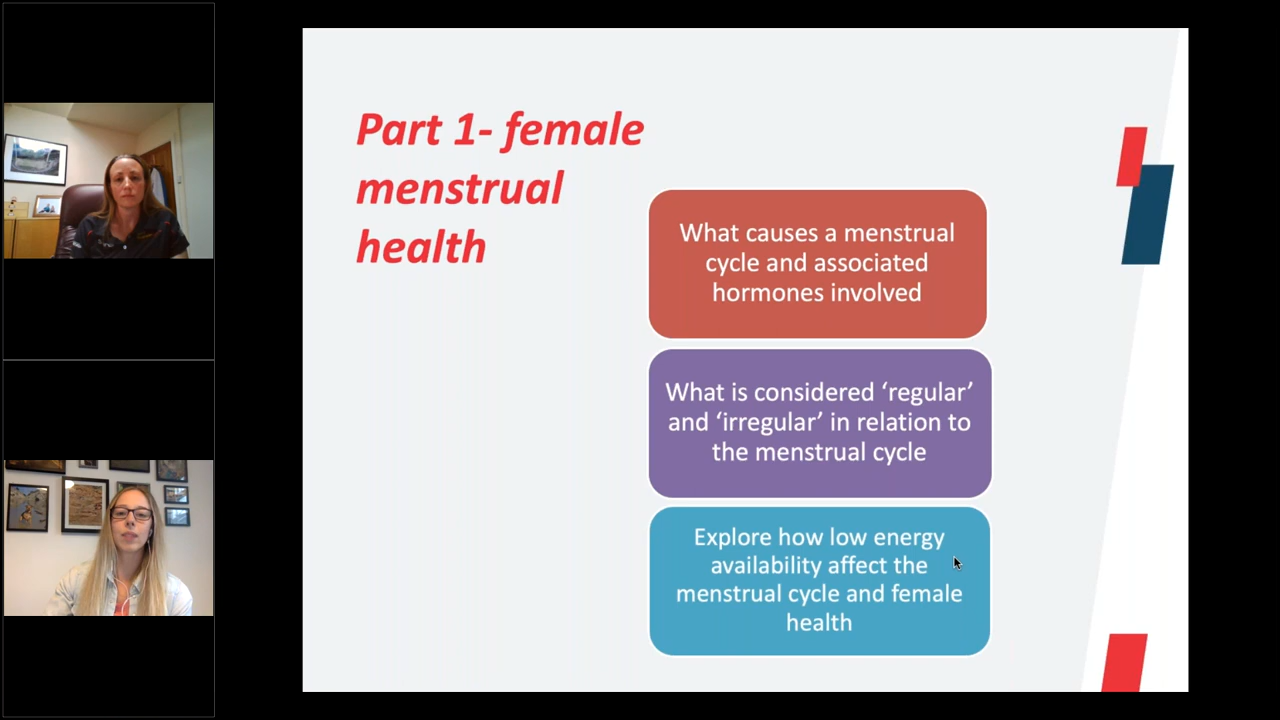 Part 1- female
menstrual
health
What causes a menstrual
cycle and associated
hormones involved
What is considered ‘regular’
and ‘irregular’ in relation to
the menstrual cycle
Explore how low energy
availability affect the
menstrual cycle and female
health